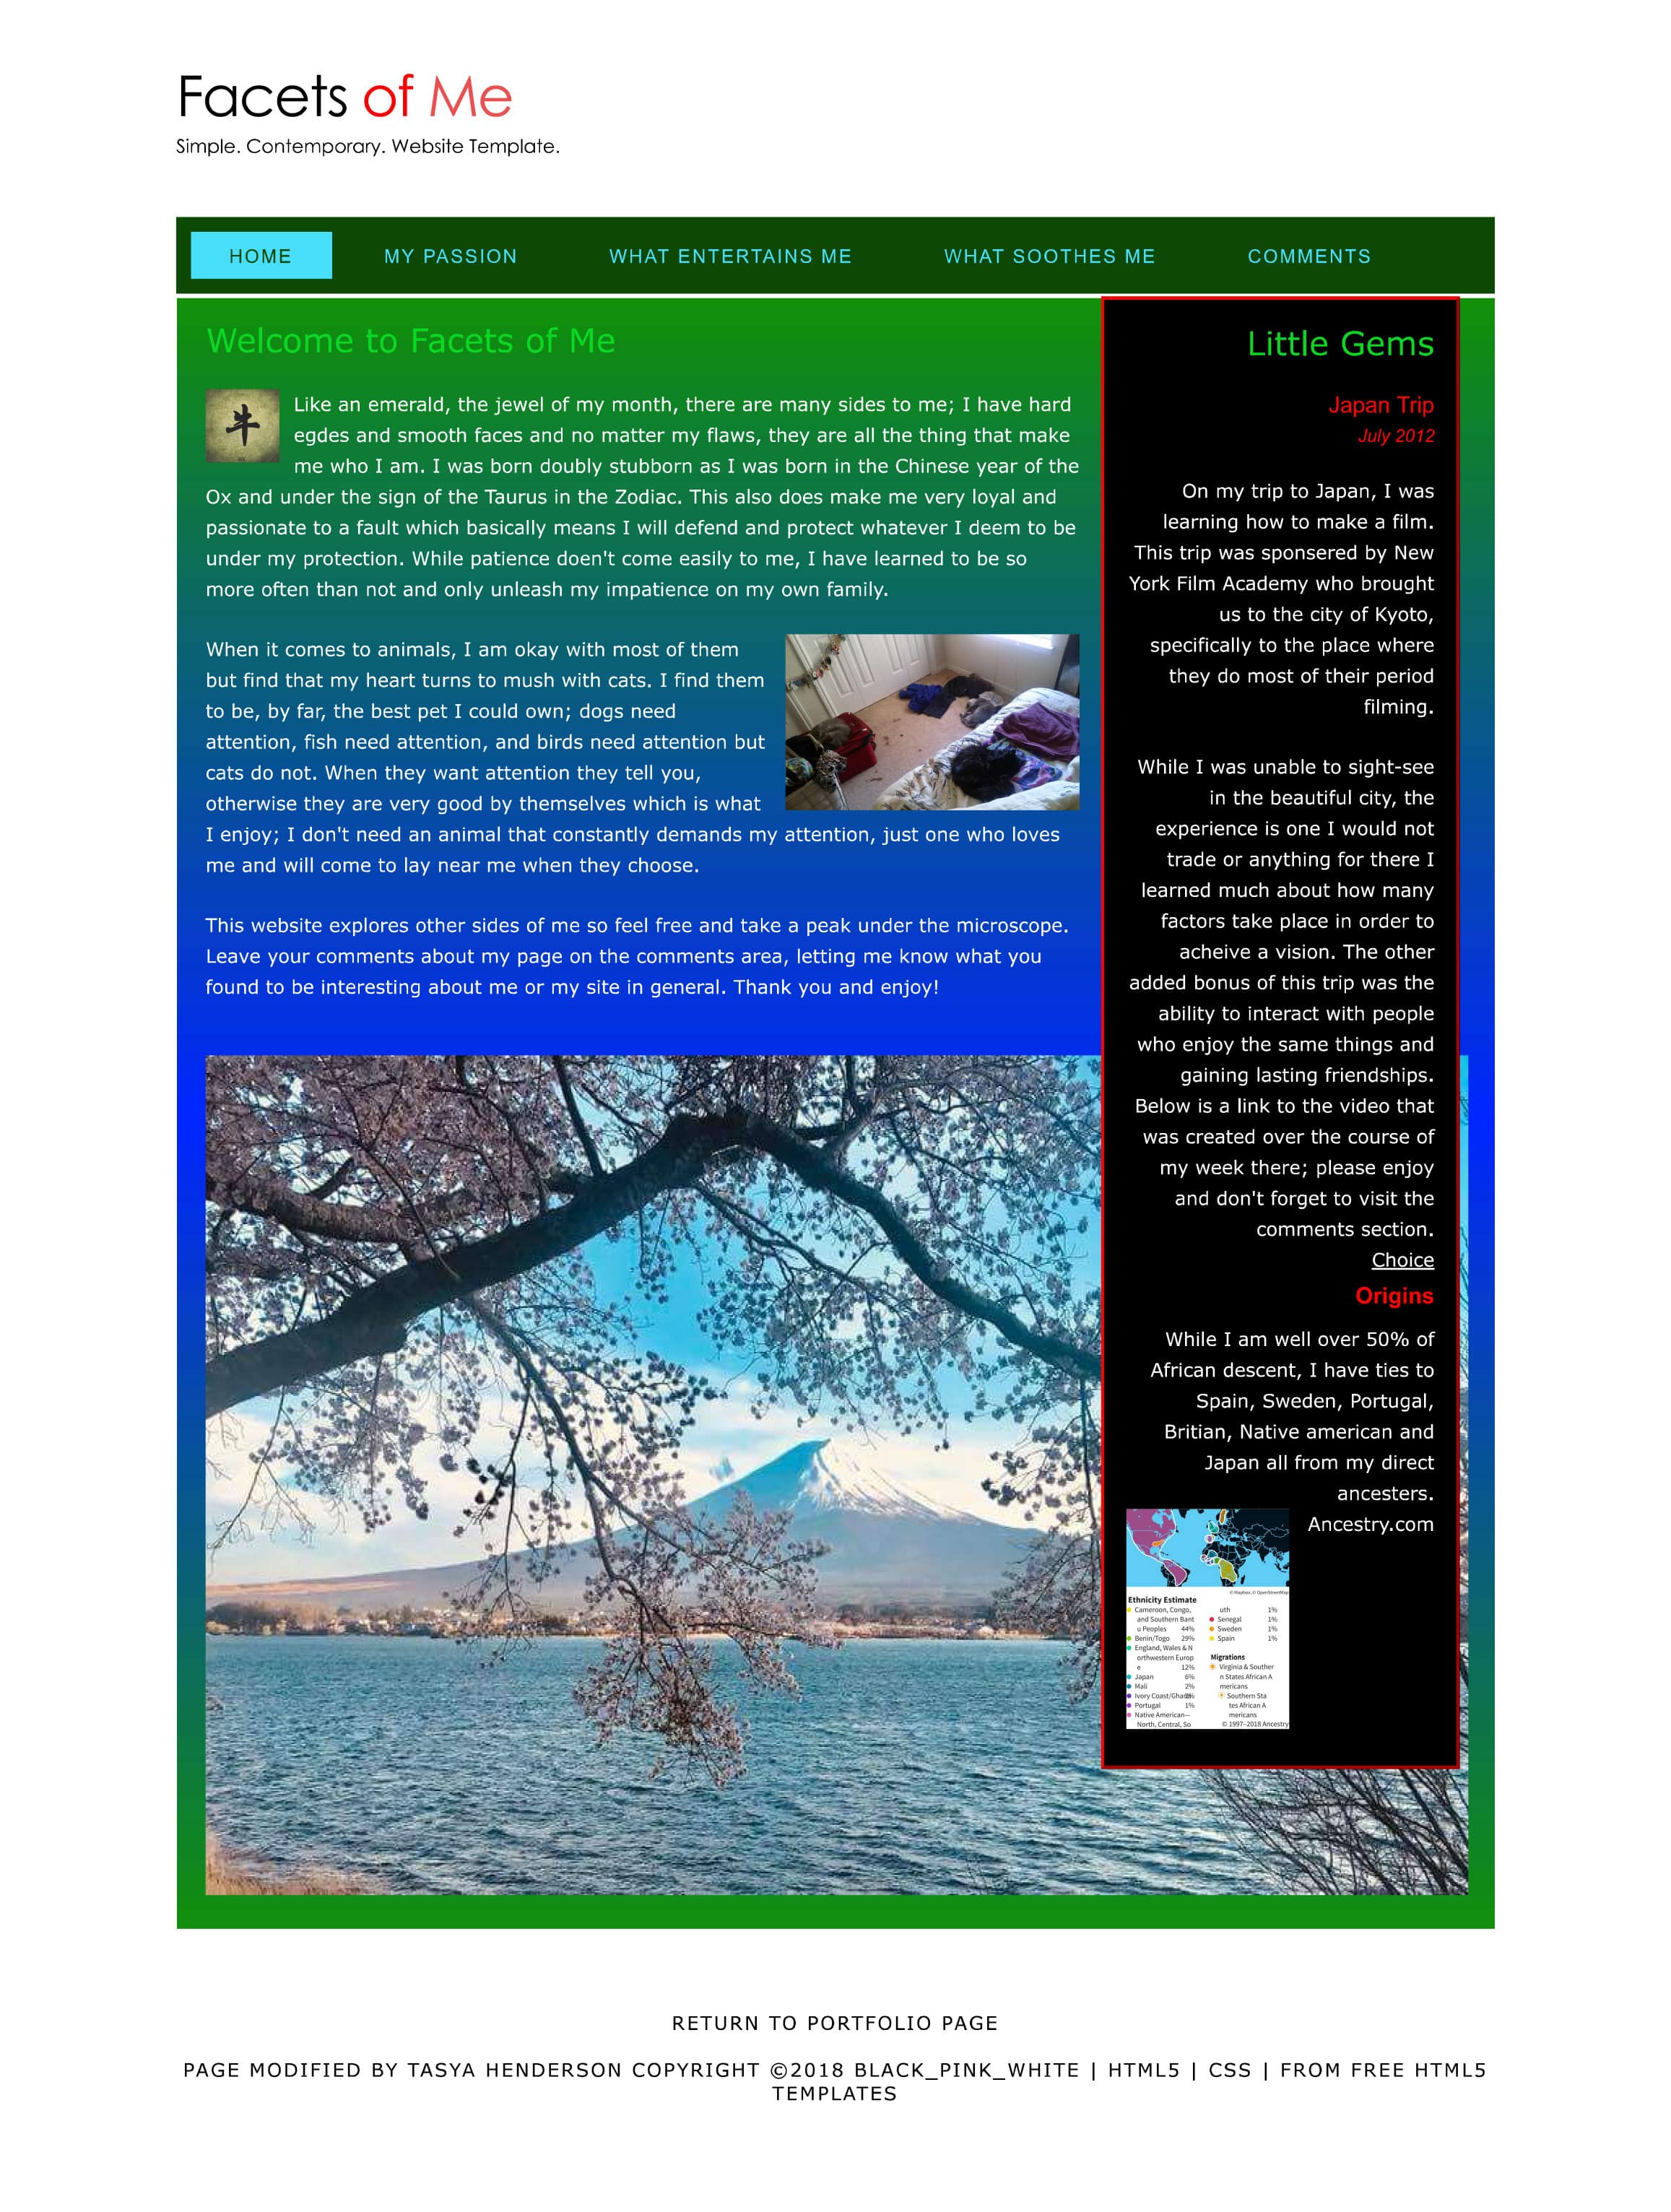 Facets of Me
Simple. Contemporary. Website Template.
HOME
MY PASSION
WHAT ENTERTAINS ME
WHAT SOOTHES ME
COMMENTS
Welcome to Facets of Me
牛
Like an emerald, the jewel of my month, there are many sides to me; I have hard
egdes and smooth faces and no matter my flaws, they are all the thing that make
me who I am. I was born doubly stubborn as I was born in the Chinese year of the
Ox and under the sign of the Taurus in the Zodiac. This also does make me very loyal and
passionate to a fault which basically means I will defend and protect whatever I deem to be
under my protection. While patience doen't come easily to me, I have learned to be so
more often than not and only unleash my impatience on my own family.
When it comes to animals, I am okay with most of them
but find that my heart turns to mush with cats. I find them
to be, by far, the best pet I could own; dogs need
attention, fish need attention, and birds need attention but
cats do not. When they want attention they tell you,
otherwise they are very good by themselves which is what
I enjoy; I don't need an animal that constantly demands my attention, just one who loves
me and will come to lay near me when they choose.
This website explores other sides of me so feel free and take a peak under the microscope.
Leave your comments about my page on the comments area, letting me know what you
found to be interesting about me or my site in general. Thank you and enjoy!
Little Gems
Japan Trip
July 2012
On my trip to Japan, I was
learning how to make a film.
This trip was sponsered by New
York Film Academy who brought
us to the city of Kyoto,
specifically to the place where
they do most of their period
filming.
While I was unable to sight-see
in the beautiful city, the
experience is one I would not
trade or anything for there I
learned much about how many
factors take place in order to
acheive a vision. The other
added bonus of this trip was the
ability to interact with people
who enjoy the same things and
gaining lasting friendships.
Below is a link to the video that
was created over the course of
my week there; please enjoy
and don't forget to visit the
comments section.
Choice
Origins
While I am well over 50% of
African descent, I have ties to
Spain, Sweden, Portugal,
Britian, Native american and
Japan all from my direct
ancesters.
Ancestry.com
© Mapbox, © OpenStreetMap
Ethnicity Estimate
Cameroon, Congo,
and Southern Bant
u Peoples 44%
Benin/Togo 29%
England, Wales & N
orthwestern Europ
e 12%
Japan 6%
Mali 2%
Ivory Coast/Ghana
Portugal 1%
Native American—
North, Central, So
uth 1%
Senegal 1%
Sweden 1%
Spain 1%
Migrations
Virginia & Souther
n States African A
mericans
Southern Sta
tes African A
mericans
© 1997-2018 Ancestry
RETURN TO PORTFOLIO PAGE
PAGE MODIFIED BY TASYA HENDERSON COPYRIGHT ©2018 BLACK_PINK_WHITE | HTML5 | CSS | FROM FREE HTML5
TEMPLATES